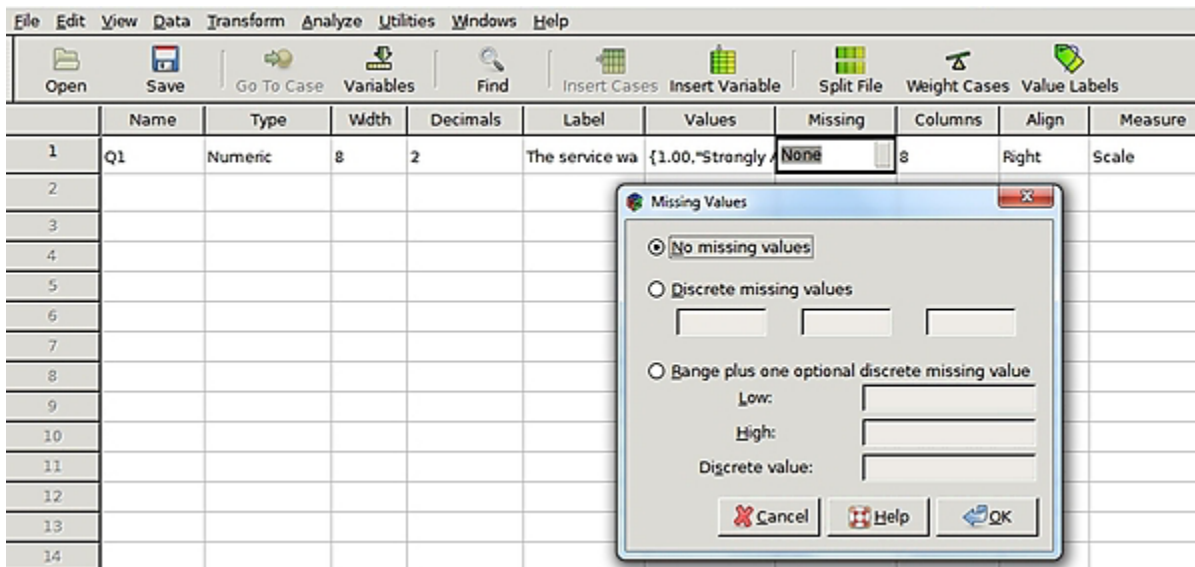 File Edit View Data Transform Analyze Utilities Windows Help
Open Save Go To Case Variables Find Insert Cases Insert Variable Split File Weight Cases Value Labels
Name Type Width Decimals Label Values Missing Columns Align Measure
1 Q1 Numeric 8 2 The service wa {1.00,"Strongly A None 8 Right Scale
2
Missing Values
3
No missing values
4
5
Discrete missing values
6
7
8
Range plus one optional discrete missing value
9
Low:
10
High:
11
Discrete value:
12
Cancel Help OK
13
14